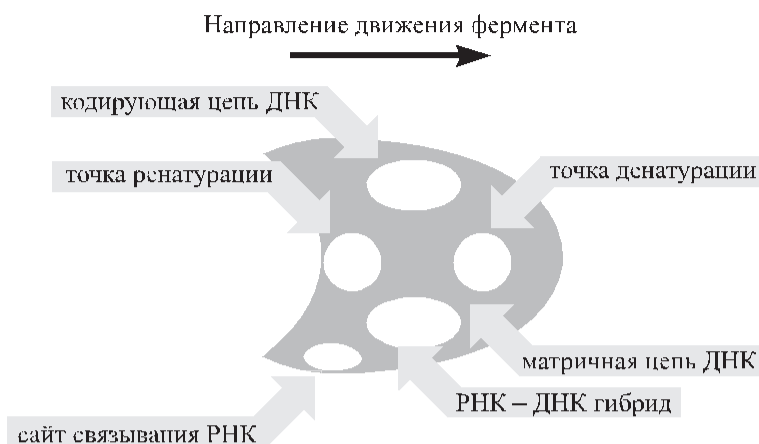 Направление движения фермента
кодирующая цепь ДНК
точка ренатурации
точка денатурации
матричная цепь ДНК
РНК – ДНК гибрид
сайт связывания РНК